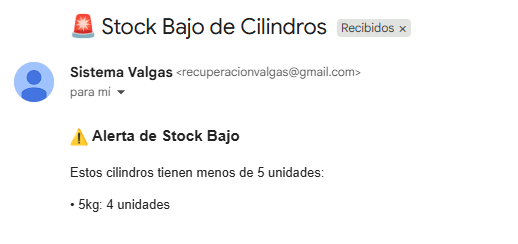 🚨 Stock Bajo de Cilindros Recibidos ×
Sistema Valgas <recuperacionvalgas@gmail.com>
para mí
⚠️ Alerta de Stock Bajo
Estos cilindros tienen menos de 5 unidades:
• 5kg: 4 unidades